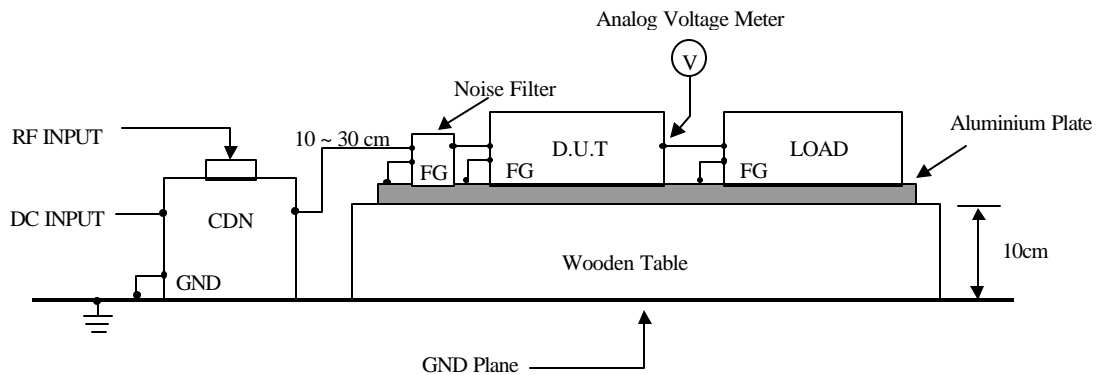 Analog Voltage Meter
V
Noise Filter
RF INPUT
10 ~ 30 cm
Aluminium Plate
D.U.T
LOAD
FG
FG
FG
DC INPUT
CDN
10cm
Wooden Table
GND
GND Plane